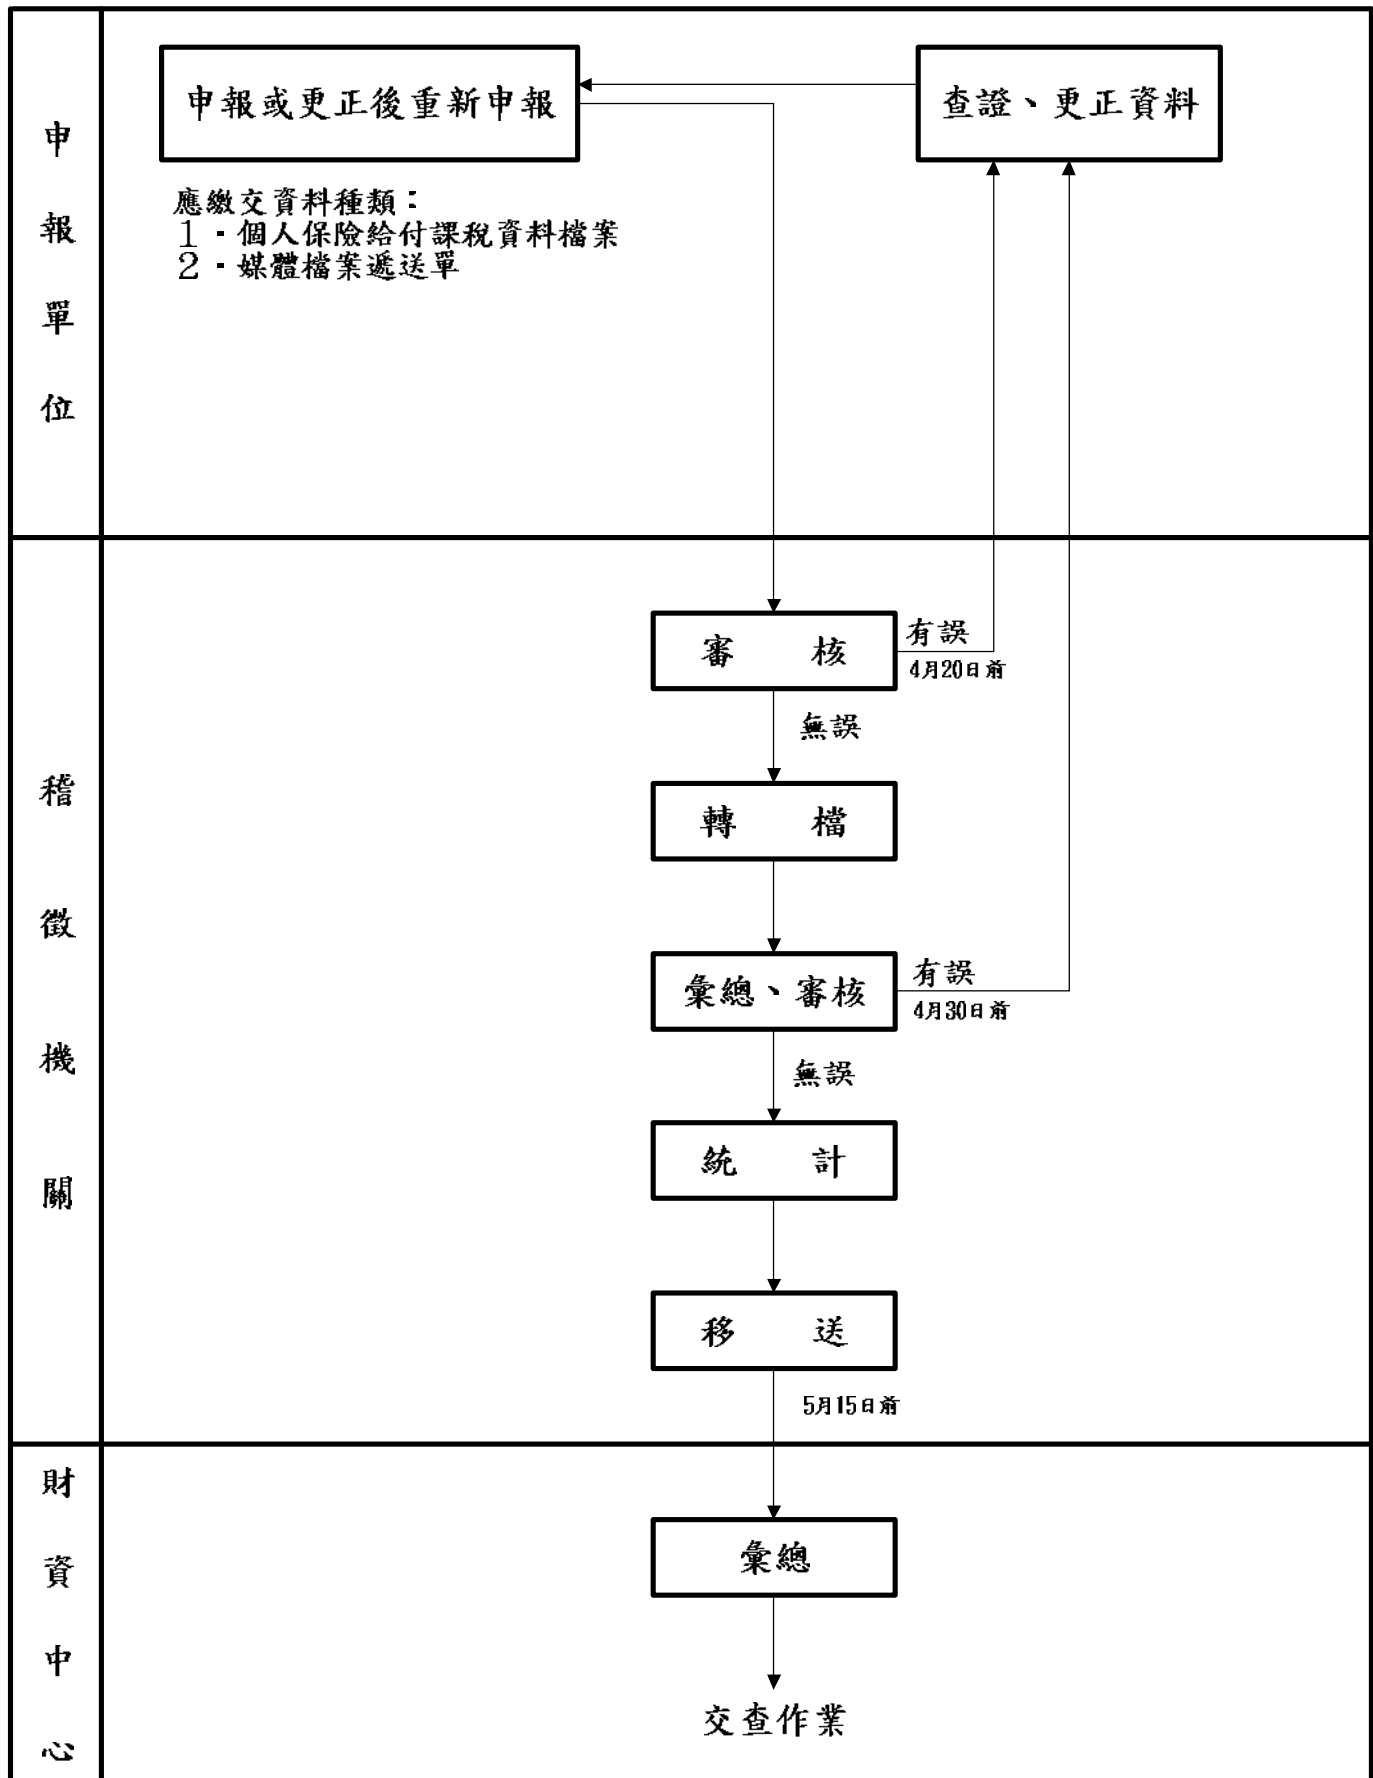 申報單位
申報或更正後重新申報
查證、更正資料
應繳交資料種類：
1．個人保險給付課稅資料檔案
2．媒體檔案遞送單
稽徵機關
審　核
有誤
4月20日前
無誤
轉　檔
彙總、審核
有誤
4月30日前
無誤
統　計
移　送
5月15日前
財資中心
彙總
交查作業